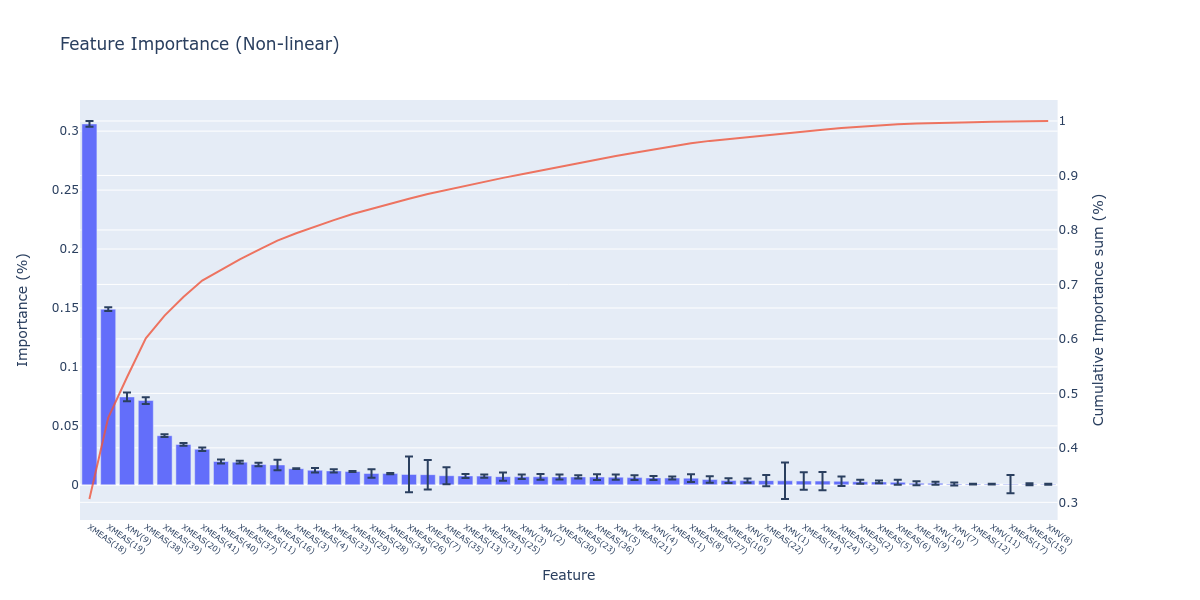 Feature Importance (Non-linear)
0.3
0.25
0.2
0.15
0.1
0.05
0
Importance (%)
1
0.9
0.8
0.7
0.6
0.5
0.4
0.3
Cumulative Importance sum (%)
XMEAS(18)
XMEAS(19)
XMV(9)
XMEAS(38)
XMEAS(39)
XMEAS(20)
XMEAS(41)
XMEAS(40)
XMEAS(37)
XMEAS(11)
XMEAS(16)
XMEAS(3)
XMEAS(4)
XMEAS(33)
XMEAS(29)
XMEAS(28)
XMEAS(34)
XMEAS(26)
XMEAS(7)
XMEAS(35)
XMEAS(13)
XMEAS(31)
XMEAS(25)
XMV(3)
XMV(2)
XMEAS(30)
XMEAS(23)
XMEAS(36)
XMV(5)
XMEAS(21)
XMV(4)
XMEAS(1)
XMEAS(8)
XMEAS(27)
XMEAS(10)
XMV(6)
XMEAS(22)
XMV(1)
XMEAS(14)
XMEAS(24)
XMEAS(32)
XMEAS(2)
XMEAS(5)
XMEAS(6)
XMEAS(9)
XMV(10)
XMV(7)
XMEAS(12)
XMV(11)
XMEAS(17)
XMEAS(15)
XMV(8)
Feature